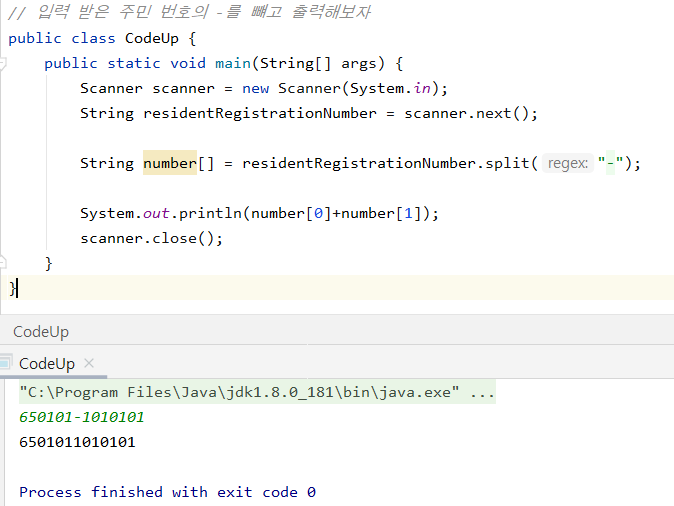 // 입력 받은 주민 번호의 -를 빼고 출력해보자
public class CodeUp {
public static void main(String[] args) {
Scanner scanner = new Scanner(System.in);
String residentRegistrationNumber = scanner.next();
String number[] = residentRegistrationNumber.split( regex: "-");
System.out.println(number[0]+number[1]);
scanner.close();
}
}
CodeUp
CodeUp ×
"C:\Program Files\Java\jdk1.8.0_181\bin\java.exe" ...
650101-1010101
6501011010101
Process finished with exit code 0